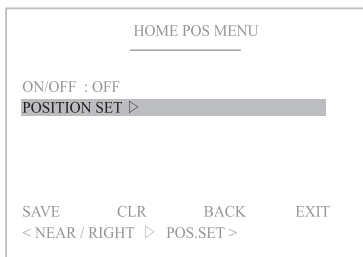 HOME POS MENU
ON/OFF : OFF
POSITION SET ▷
SAVE CLR BACK EXIT
< NEAR / RIGHT ▷ POS.SET >